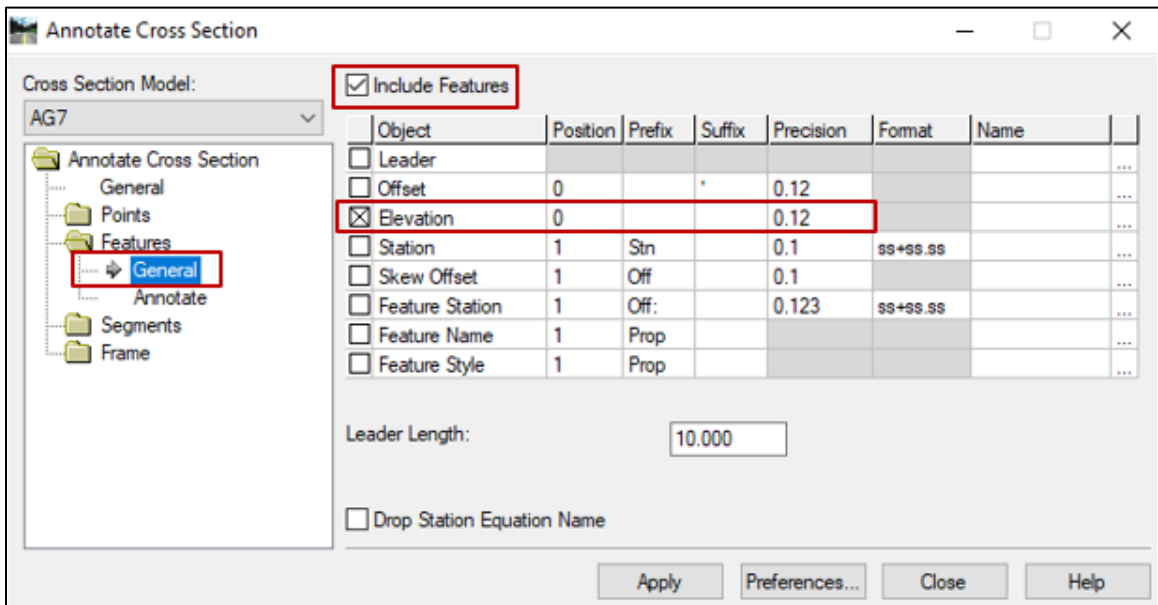 Annotate Cross Section
Cross Section Model:
AG7
Annotate Cross Section
General
Points
Features
General
Annotate
Segments
Frame
Include Features
Object Position Prefix Suffix Precision Format Name
Leader ...
Offset 0 ' 0.12 ...
Elevation 0 0.12 ...
Station 1 Stn 0.1 ss+ss.ss ...
Skew Offset 1 Off 0.1 ...
Feature Station 1 Off: 0.123 ss+ss.ss ...
Feature Name 1 Prop ...
Feature Style 1 Prop ...
Leader Length: 10.000
Drop Station Equation Name
Apply Preferences... Close Help